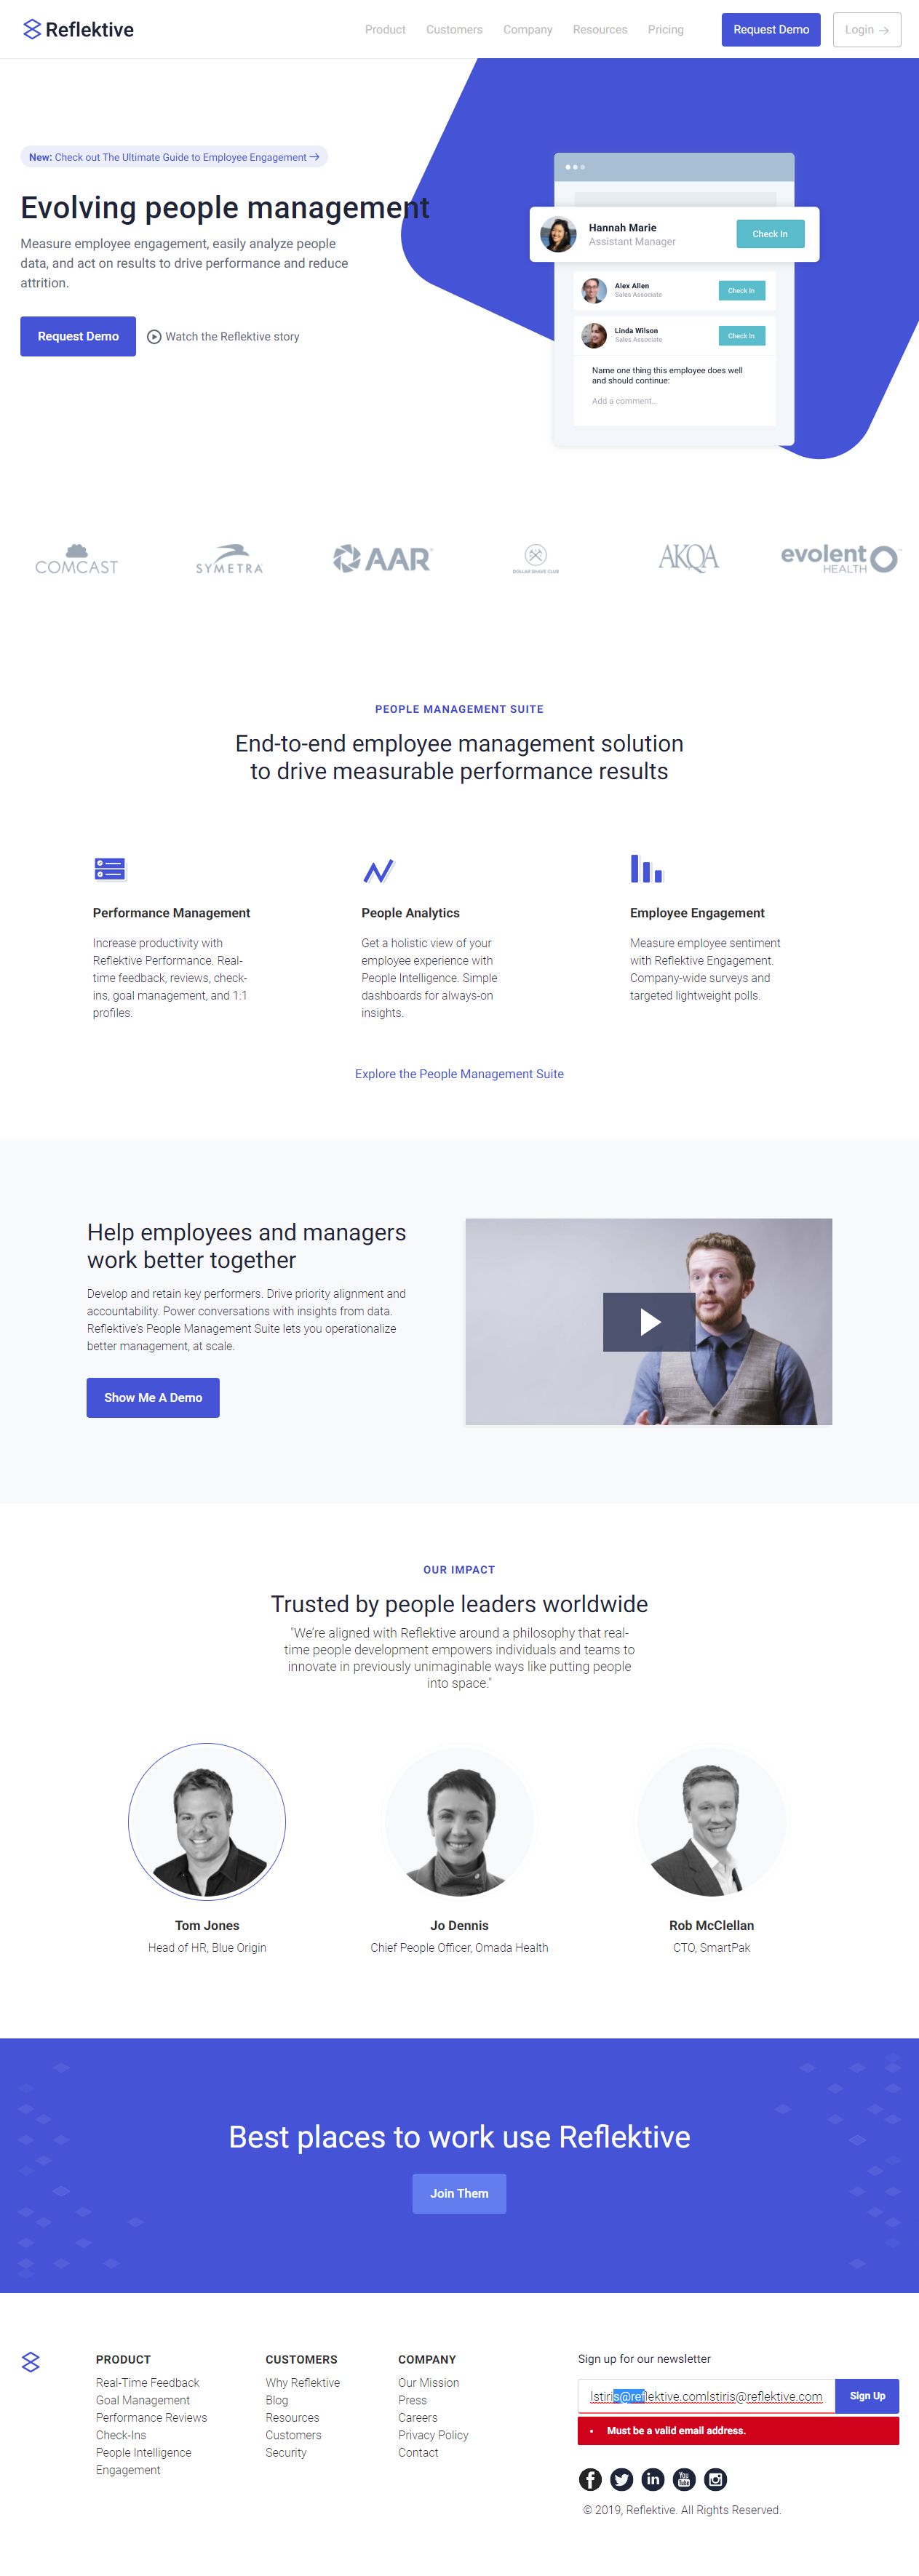 Reflektive
Product Customers Company Resources Pricing Request Demo Login →
New: Check out The Ultimate Guide to Employee Engagement →
Evolving people management
Measure employee engagement, easily analyze people
data, and act on results to drive performance and reduce
attrition.
Request Demo Watch the Reflektive story
Hannah Marie
Assistant Manager
Check In
Alex Allen
Sales Associate
Check In
Linda Wilson
Sales Associate
Check In
Name one thing this employee does well
and should continue:
Add a comment...
COMCAST SYMETRA AAR DOLLAR SHAVE CLUB AKQA evolent HEALTH
PEOPLE MANAGEMENT SUITE
End-to-end employee management solution
to drive measurable performance results
Performance Management
Increase productivity with
Reflektive Performance. Real-
time feedback, reviews, check-
ins, goal management, and 1:1
profiles.
People Analytics
Get a holistic view of your
employee experience with
People Intelligence. Simple
dashboards for always-on
insights.
Employee Engagement
Measure employee sentiment
with Reflektive Engagement.
Company-wide surveys and
targeted lightweight polls.
Explore the People Management Suite
Help employees and managers
work better together
Develop and retain key performers. Drive priority alignment and
accountability. Power conversations with insights from data.
Reflektive's People Management Suite lets you operationalize
better management, at scale.
Show Me A Demo
OUR IMPACT
Trusted by people leaders worldwide
"We're aligned with Reflektive around a philosophy that real-
time people development empowers individuals and teams to
innovate in previously unimaginable ways like putting people
into space."
Tom Jones
Head of HR, Blue Origin
Jo Dennis
Chief People Officer, Omada Health
Rob McClellan
CTO, SmartPak
Best places to work use Reflektive
Join Them
PRODUCT
Real-Time Feedback
Goal Management
Performance Reviews
Check-Ins
People Intelligence
Engagement
CUSTOMERS
Why Reflektive
Blog
Resources
Customers
Security
COMPANY
Our Mission
Press
Careers
Privacy Policy
Contact
Sign up for our newsletter
lstiris@reflektive.comlstiris@reflektive.com Sign Up
• Must be a valid email address.
You Tube
© 2019, Reflektive. All Rights Reserved.